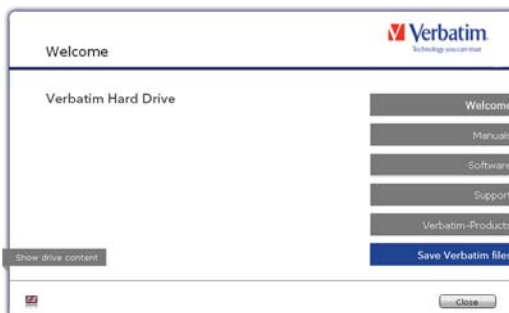 Welcome
Verbatim
Technology you can trust
Verbatim Hard Drive
Welcome
Manuals
Software
Support
Verbatim-Products
Save Verbatim files
Show drive content
Close